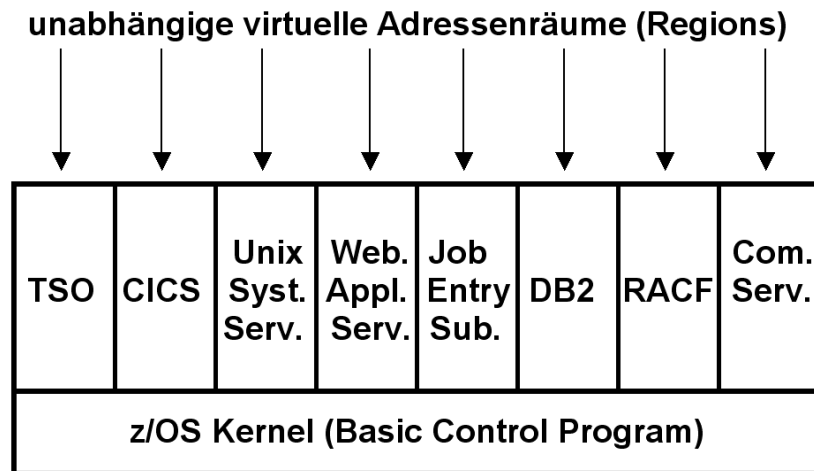 unabhängige virtuelle Adressenräume (Regions)
TSO
CICS
Unix
Syst.
Serv.
Web.
Appl.
Serv.
Job
Entry
Sub.
DB2
RACF
Com.
Serv.
z/OS Kernel (Basic Control Program)